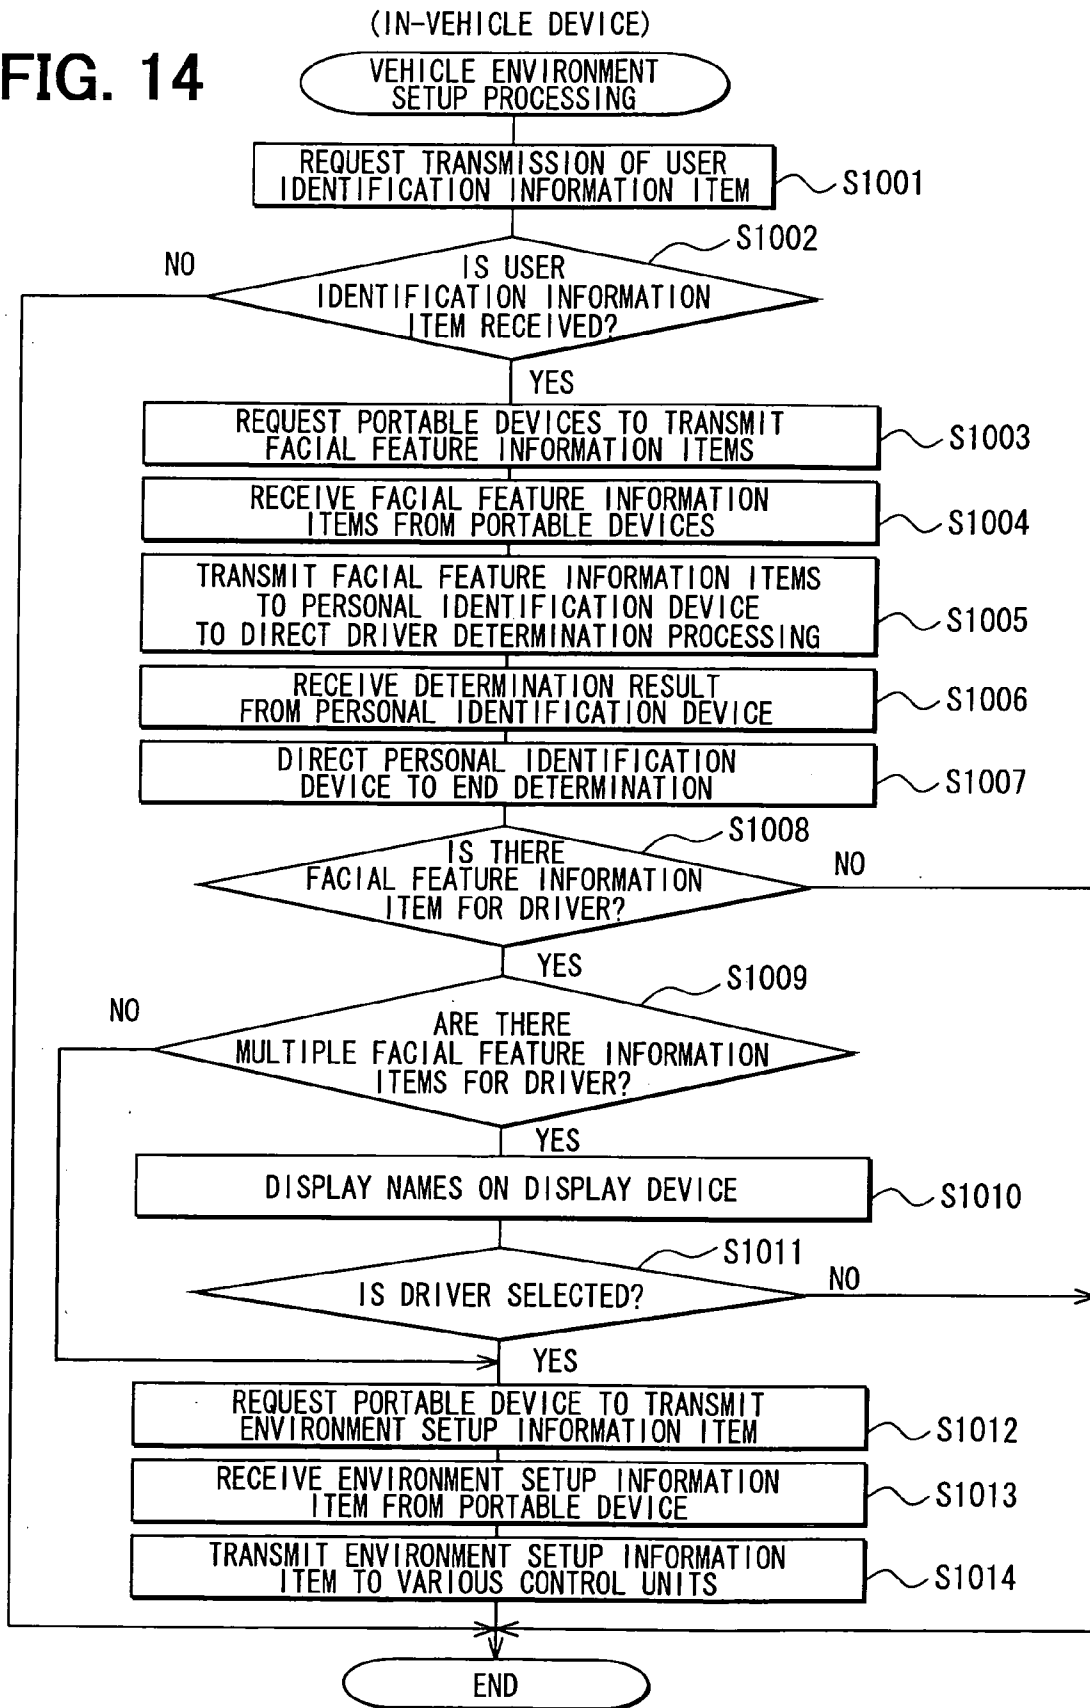 (IN-VEHICLE DEVICE)
FIG. 14
VEHICLE ENVIRONMENT
SETUP PROCESSING
REQUEST TRANSMISSION OF USER
IDENTIFICATION INFORMATION ITEM
S1001
S1002
NO
IS USER
IDENTIFICATION INFORMATION
ITEM RECEIVED?
YES
REQUEST PORTABLE DEVICES TO TRANSMIT
FACIAL FEATURE INFORMATION ITEMS
S1003
RECEIVE FACIAL FEATURE INFORMATION
ITEMS FROM PORTABLE DEVICES
S1004
TRANSMIT FACIAL FEATURE INFORMATION ITEMS
TO PERSONAL IDENTIFICATION DEVICE
TO DIRECT DRIVER DETERMINATION PROCESSING
S1005
RECEIVE DETERMINATION RESULT
FROM PERSONAL IDENTIFICATION DEVICE
S1006
DIRECT PERSONAL IDENTIFICATION
DEVICE TO END DETERMINATION
S1007
S1008
IS THERE
FACIAL FEATURE INFORMATION
ITEM FOR DRIVER?
NO
YES
S1009
NO
ARE THERE
MULTIPLE FACIAL FEATURE INFORMATION
ITEMS FOR DRIVER?
YES
DISPLAY NAMES ON DISPLAY DEVICE
S1010
S1011
IS DRIVER SELECTED?
NO
YES
REQUEST PORTABLE DEVICE TO TRANSMIT
ENVIRONMENT SETUP INFORMATION ITEM
S1012
RECEIVE ENVIRONMENT SETUP INFORMATION
ITEM FROM PORTABLE DEVICE
S1013
TRANSMIT ENVIRONMENT SETUP INFORMATION
ITEM TO VARIOUS CONTROL UNITS
S1014
END